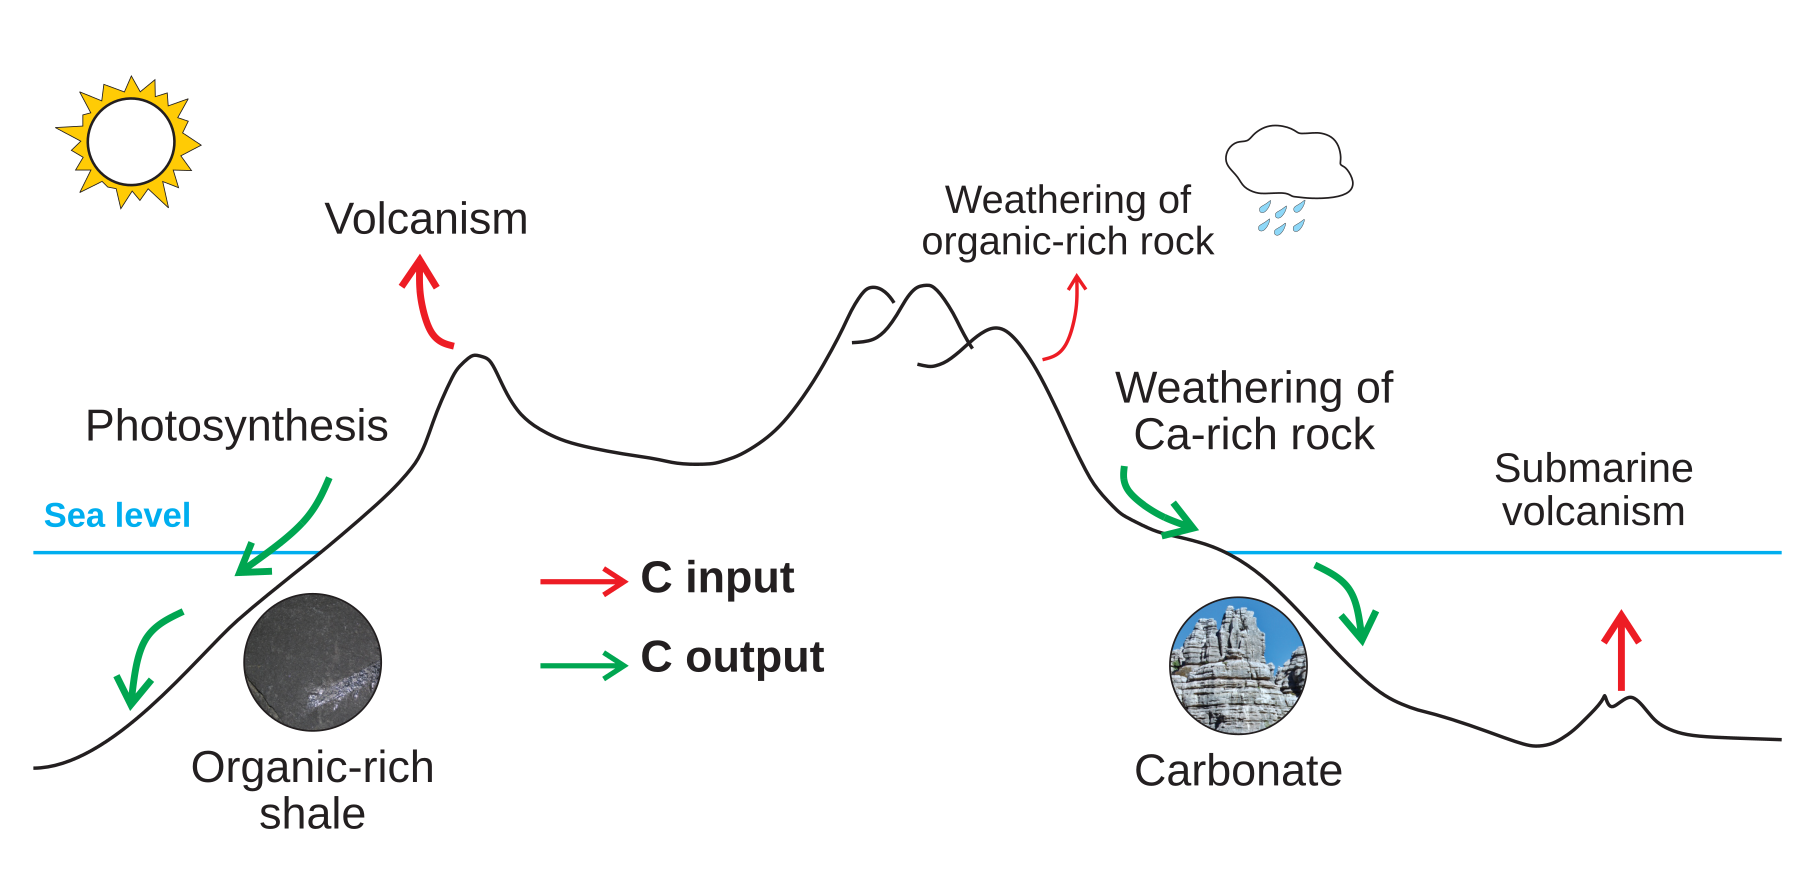 Volcanism
Weathering of
organic-rich rock
Photosynthesis
Weathering of
Ca-rich rock
Submarine
volcanism
Sea level
C input
C output
Organic-rich
shale
Carbonate